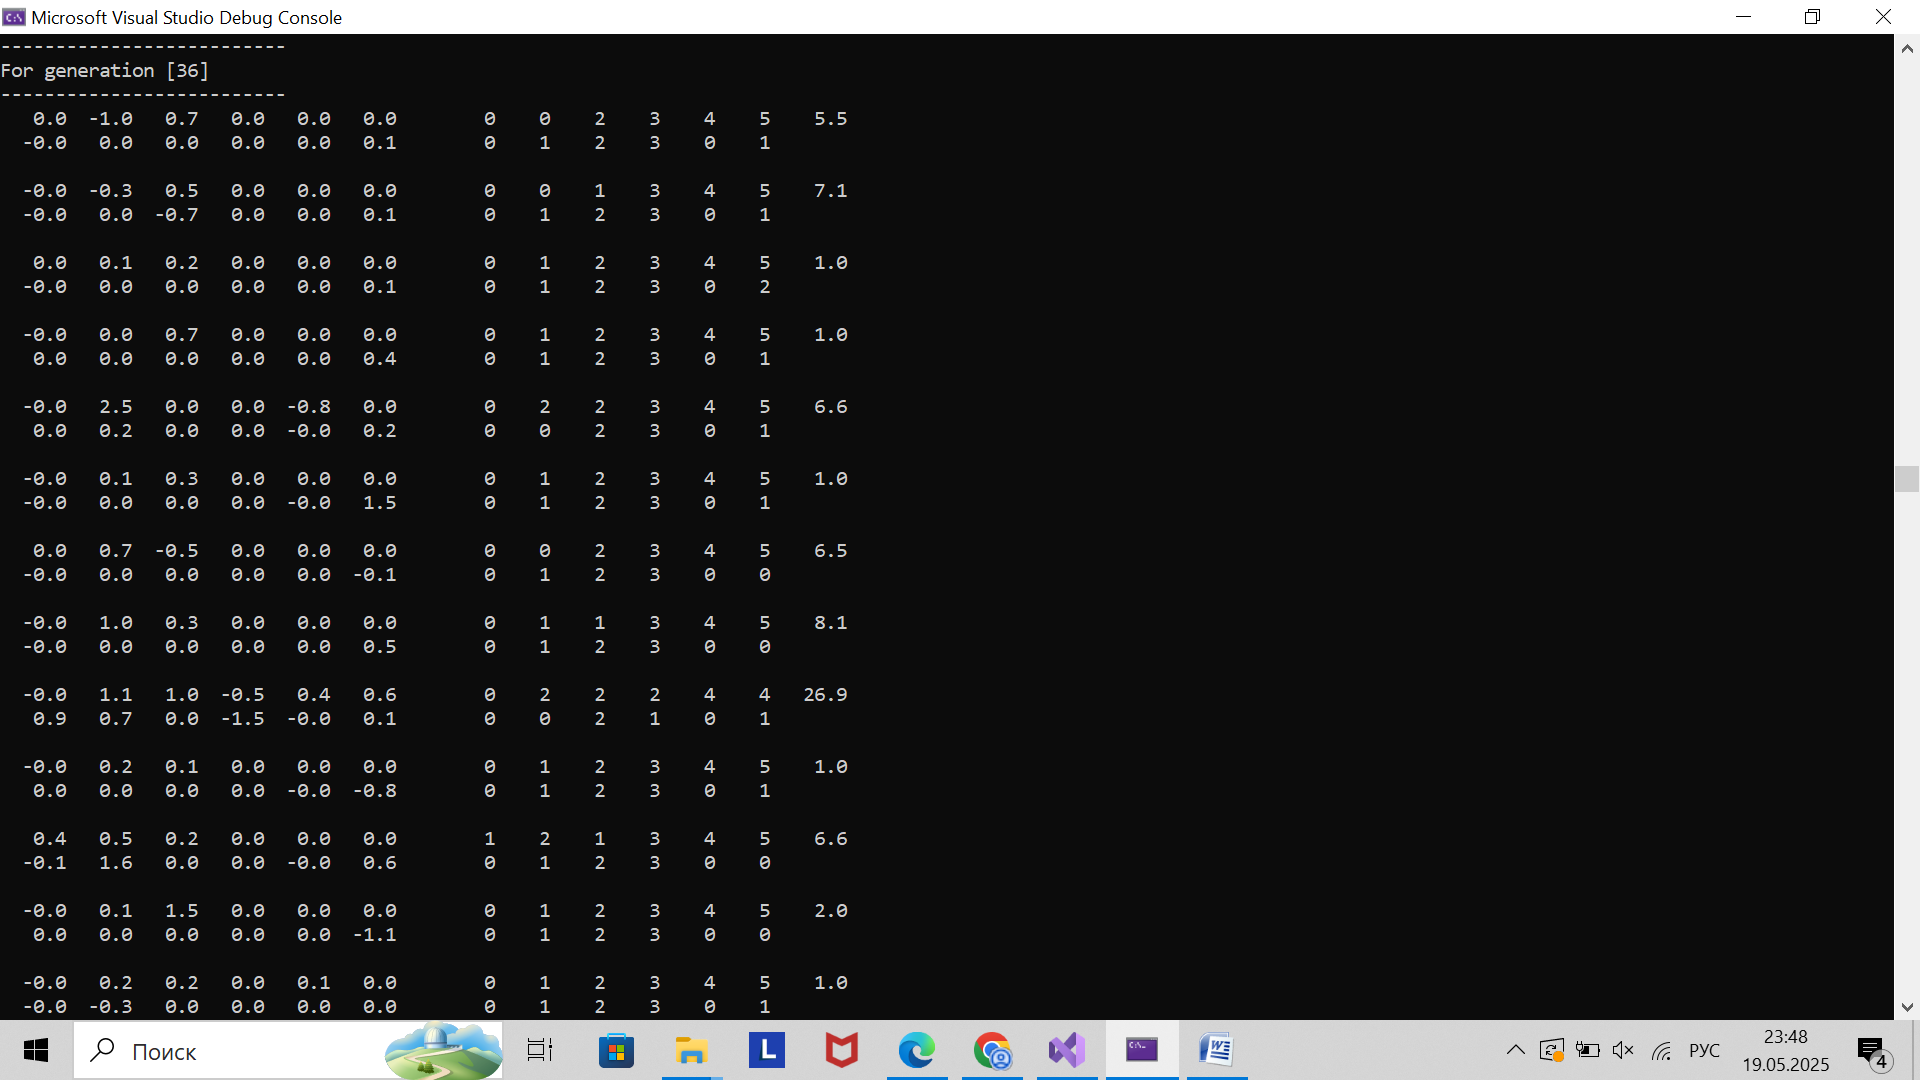 Microsoft Visual Studio Debug Console
--------------------------
For generation [36]
--------------------------
0.0 -1.0 0.7 0.0 0.0 0.0 0 0 2 3 4 5 5.5
-0.0 0.0 0.0 0.0 0.0 0.1 0 1 2 3 0 1
-0.0 -0.3 0.5 0.0 0.0 0.0 0 0 1 3 4 5 7.1
-0.0 0.0 -0.7 0.0 0.0 0.1 0 1 2 3 0 1
0.0 0.1 0.2 0.0 0.0 0.0 0 1 2 3 4 5 1.0
-0.0 0.0 0.0 0.0 0.0 0.1 0 1 2 3 0 2
-0.0 0.0 0.7 0.0 0.0 0.0 0 1 2 3 4 5 1.0
0.0 0.0 0.0 0.0 0.0 0.4 0 1 2 3 0 1
-0.0 2.5 0.0 0.0 -0.8 0.0 0 2 2 3 4 5 6.6
0.0 0.2 0.0 0.0 -0.0 0.2 0 0 2 3 0 1
-0.0 0.1 0.3 0.0 0.0 0.0 0 1 2 3 4 5 1.0
-0.0 0.0 0.0 0.0 -0.0 1.5 0 1 2 3 0 1
0.0 0.7 -0.5 0.0 0.0 0.0 0 0 2 3 4 5 6.5
-0.0 0.0 0.0 0.0 0.0 -0.1 0 1 2 3 0 0
-0.0 1.0 0.3 0.0 0.0 0.0 0 1 1 3 4 5 8.1
-0.0 0.0 0.0 0.0 0.0 0.5 0 1 2 3 0 0
-0.0 1.1 1.0 -0.5 0.4 0.6 0 2 2 2 4 4 26.9
0.9 0.7 0.0 -1.5 -0.0 0.1 0 0 2 1 0 1
-0.0 0.2 0.1 0.0 0.0 0.0 0 1 2 3 4 5 1.0
0.0 0.0 0.0 0.0 -0.0 -0.8 0 1 2 3 0 1
0.4 0.5 0.2 0.0 0.0 0.0 1 2 1 3 4 5 6.6
-0.1 1.6 0.0 0.0 -0.0 0.6 0 1 2 3 0 0
-0.0 0.1 1.5 0.0 0.0 0.0 0 1 2 3 4 5 2.0
0.0 0.0 0.0 0.0 0.0 -1.1 0 1 2 3 0 0
-0.0 0.2 0.2 0.0 0.1 0.0 0 1 2 3 4 5 1.0
-0.0 -0.3 0.0 0.0 0.0 0.0 0 1 2 3 0 1
Поиск
L
РУС
23:48
19.05.2025
4